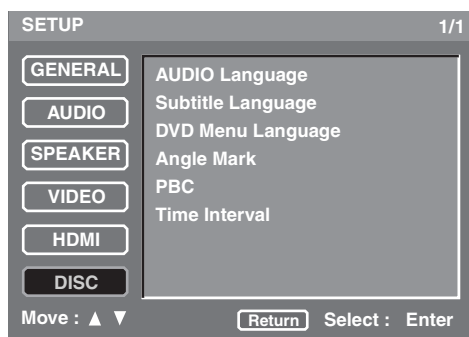 SETUP 1/1
GENERAL
AUDIO
SPEAKER
VIDEO
HDMI
DISC
AUDIO Language
Subtitle Language
DVD Menu Language
Angle Mark
PBC
Time Interval
Move : ▲ ▼ Return Select : Enter